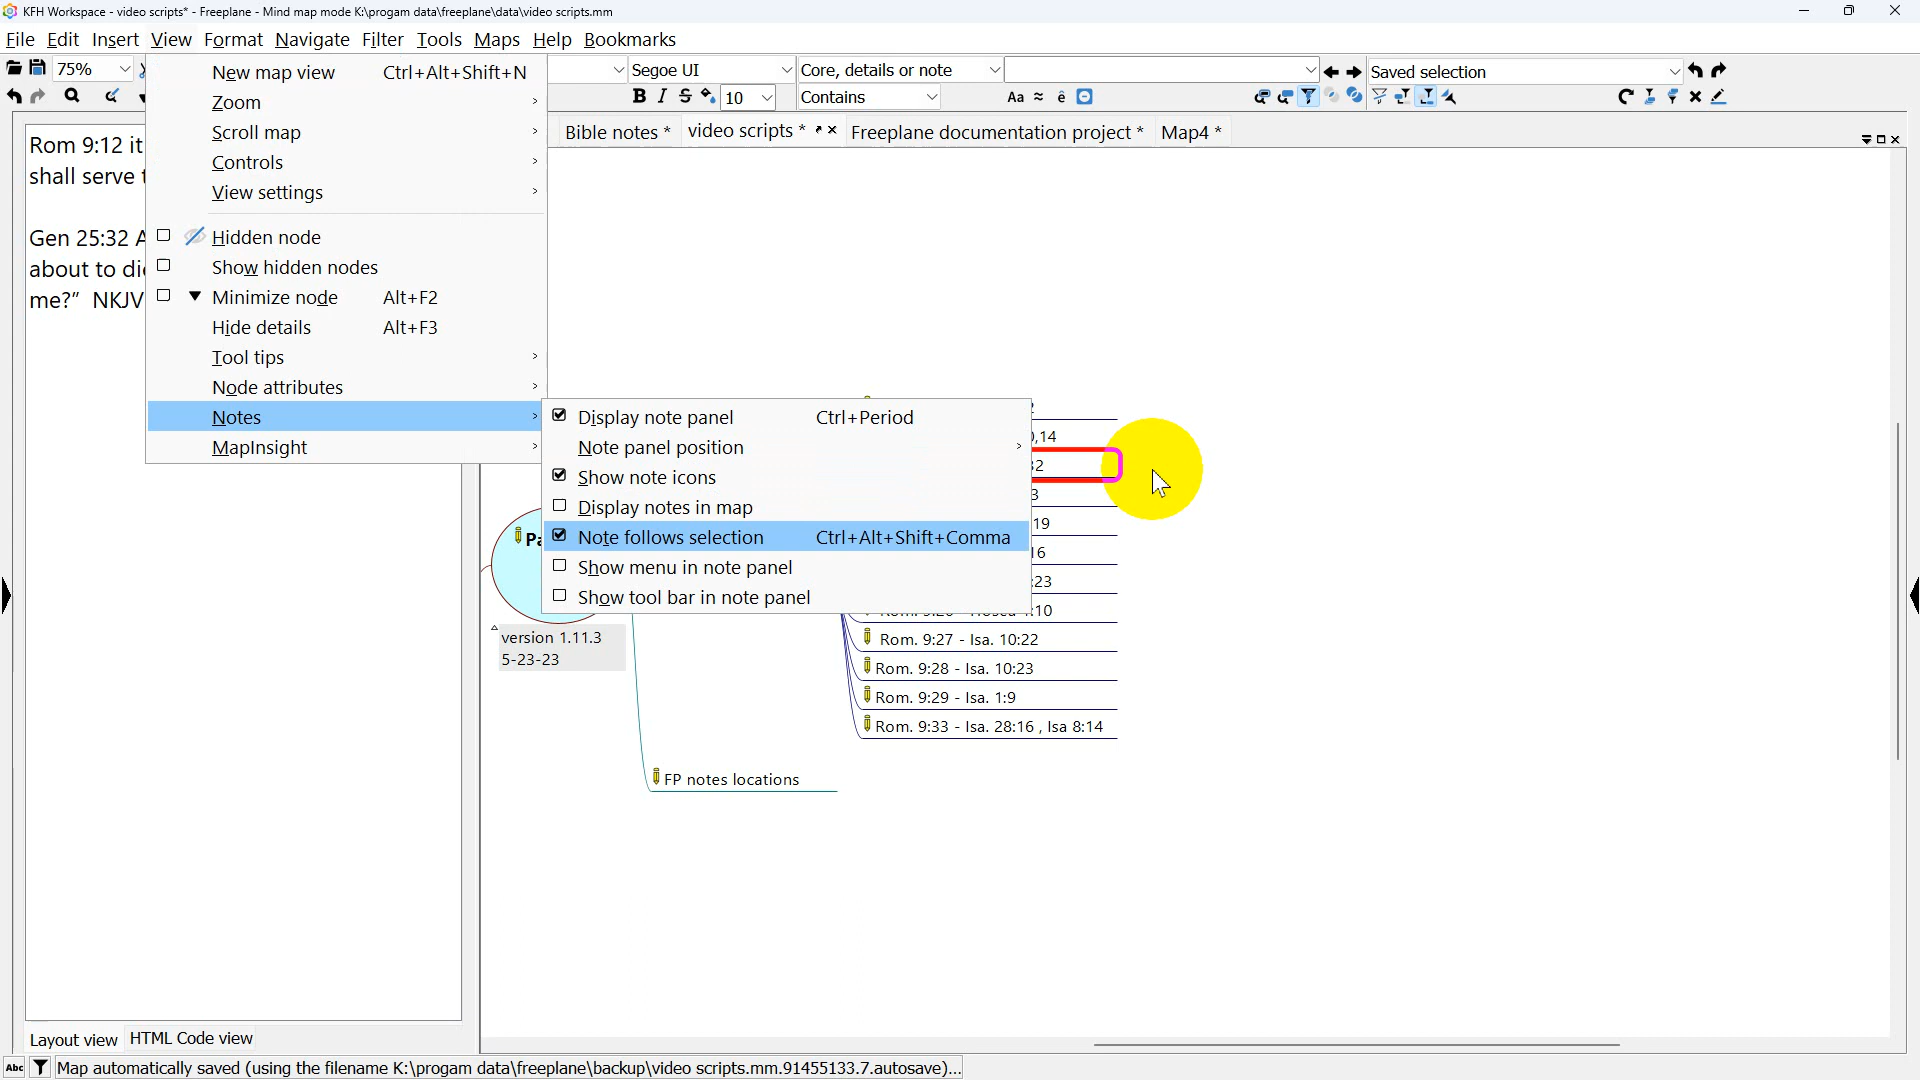 KFH Workspace - video scripts* - Freeplane - Mind map mode K:\progam data\freeplane\data\video scripts.mm
File Edit Insert View Format Navigate Filter Tools Maps Help Bookmarks
75%
Segoe UI
Core, details or note
Saved selection
B I S
10
Contains
Aa ≈ ê
Bible notes *
video scripts *
Freeplane documentation project *
Map4 *
Rom 9:12 it
shall serve
Gen 25:32
about to
me?” NKJV
New map view Ctrl+Alt+Shift+N
Zoom
Scroll map
Controls
View settings
Hidden node
Show hidden nodes
Minimize node Alt+F2
Hide details Alt+F3
Tool tips
Node attributes
Notes
MapInsight
Display note panel Ctrl+Period
Note panel position
Show note icons
Display notes in map
Note follows selection Ctrl+Alt+Shift+Comma
Show menu in note panel
Show tool bar in note panel
,14
19
16
:23
:10
version 1.11.3
5-23-23
Rom. 9:27 - Isa. 10:22
Rom. 9:28 - Isa. 10:23
Rom. 9:29 - Isa. 1:9
Rom. 9:33 - Isa. 28:16 , Isa 8:14
FP notes locations
Layout view HTML Code view
Abc
Map automatically saved (using the filename K:\progam data\freeplane\backup\video scripts.mm.91455133.7.autosave)...